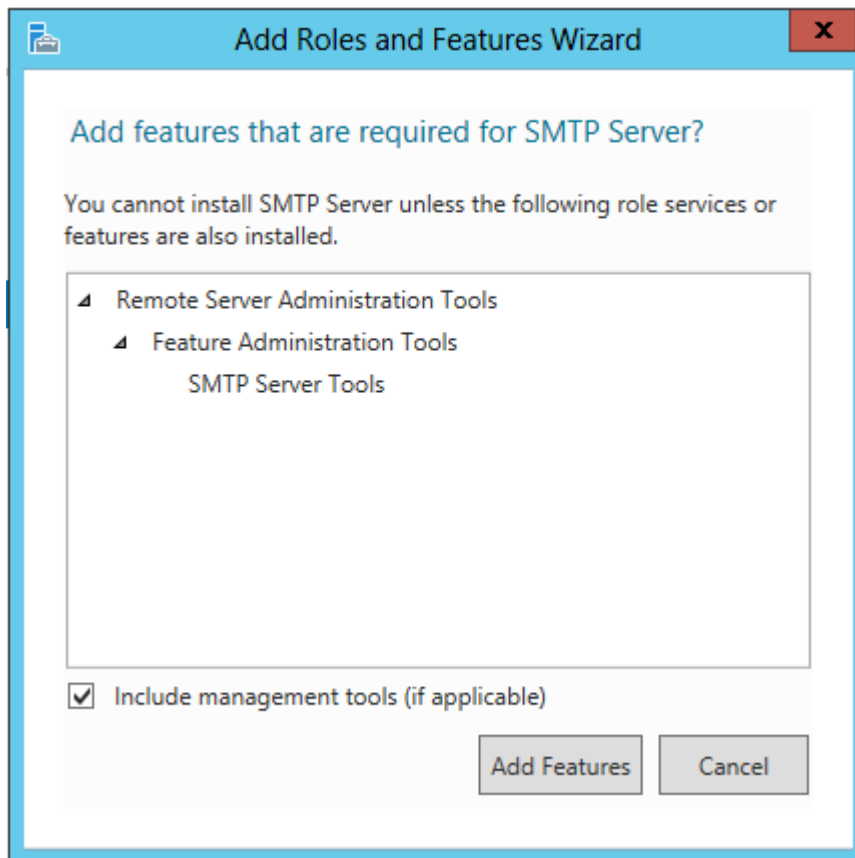 Add Roles and Features Wizard
x
Add features that are required for SMTP Server?
You cannot install SMTP Server unless the following role services or
features are also installed.
Remote Server Administration Tools
Feature Administration Tools
SMTP Server Tools
Include management tools (if applicable)
Add Features Cancel